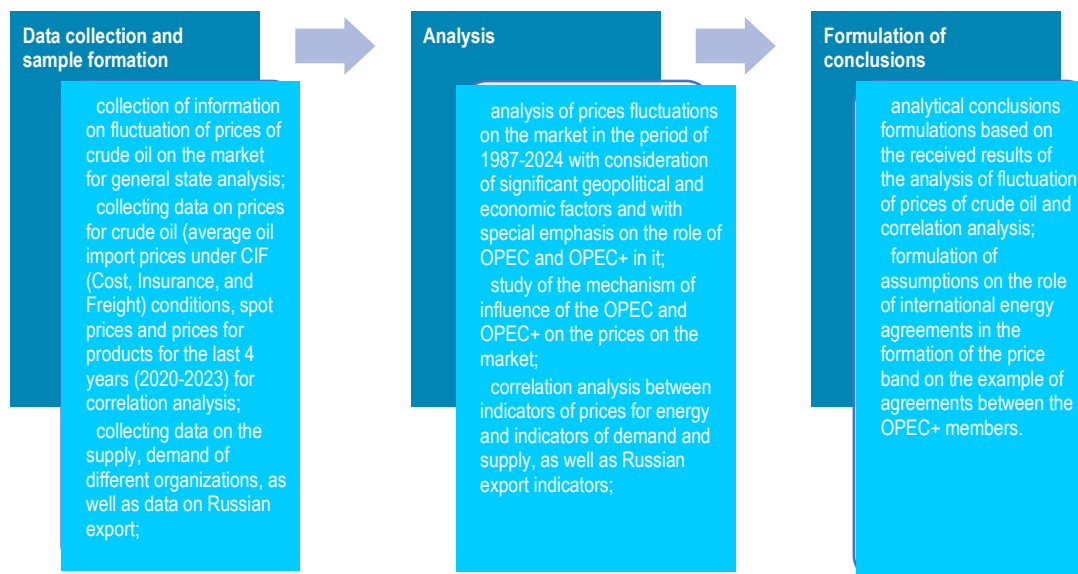 Data collection and
sample formation
collection of information
on fluctuation of prices of
crude oil on the market
for general state analysis;
collecting data on prices
for crude oil (average oil
import prices under CIF
(Cost, Insurance, and
Freight) conditions, spot
prices and prices for
products for the last 4
years (2020-2023) for
correlation analysis;
collecting data on the
supply, demand of
different organizations, as
well as data on Russian
export;
Analysis
analysis of prices fluctuations
on the market in the period of
1987-2024 with consideration
of significant geopolitical and
economic factors and with
special emphasis on the role of
OPEC and OPEC+ in it;
study of the mechanism of
influence of the OPEC and
OPEC+ on the prices on the
market;
correlation analysis between
indicators of prices for energy
and indicators of demand and
supply, as well as Russian
export indicators;
Formulation of
conclusions
analytical conclusions
formulations based on
the received results of
the analysis of fluctuation
of prices of crude oil and
correlation analysis;
formulation of
assumptions on the role
of international energy
agreements in the
formation of the price
band on the example of
agreements between the
OPEC+ members.